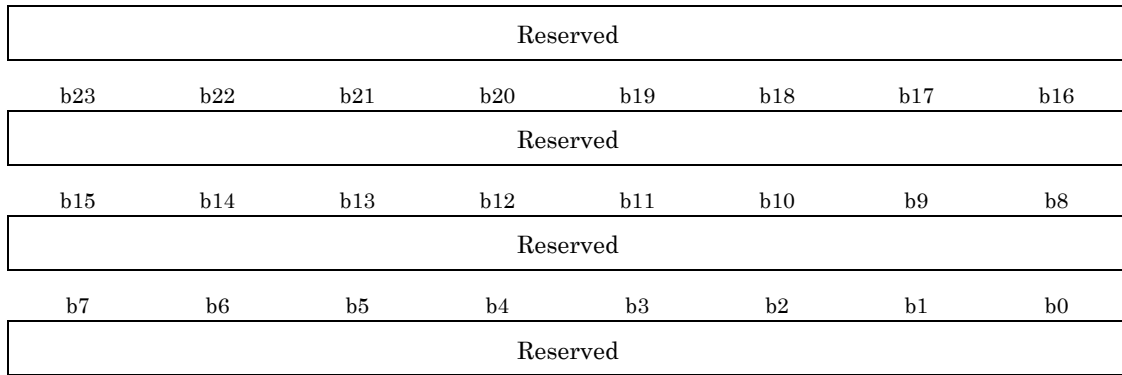 Reserved
b23 b22 b21 b20 b19 b18 b17 b16
Reserved
b15 b14 b13 b12 b11 b10 b9 b8
Reserved
b7 b6 b5 b4 b3 b2 b1 b0
Reserved